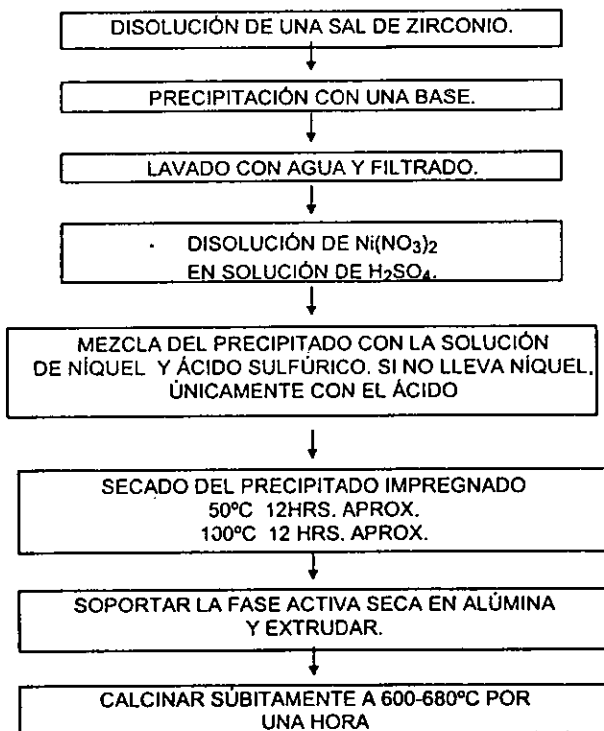 DISOLUCIÓN DE UNA SAL DE ZIRCONIO.
PRECIPITACIÓN CON UNA BASE.
LAVADO CON AGUA Y FILTRADO.
DISOLUCIÓN DE Ni(NO3)2
EN SOLUCIÓN DE H2SO4.
MEZCLA DEL PRECIPITADO CON LA SOLUCIÓN
DE NÍQUEL Y ÁCIDO SULFÚRICO. SI NO LLEVA NÍQUEL,
ÚNICAMENTE CON EL ÁCIDO
SECADO DEL PRECIPITADO IMPREGNADO
50ºC 12HRS. APROX.
100ºC 12 HRS. APROX.
SOPORTAR LA FASE ACTIVA SECA EN ALÚMINA
Y EXTRUDAR.
CALCINAR SÚBITAMENTE A 600-680ºC POR
UNA HORA